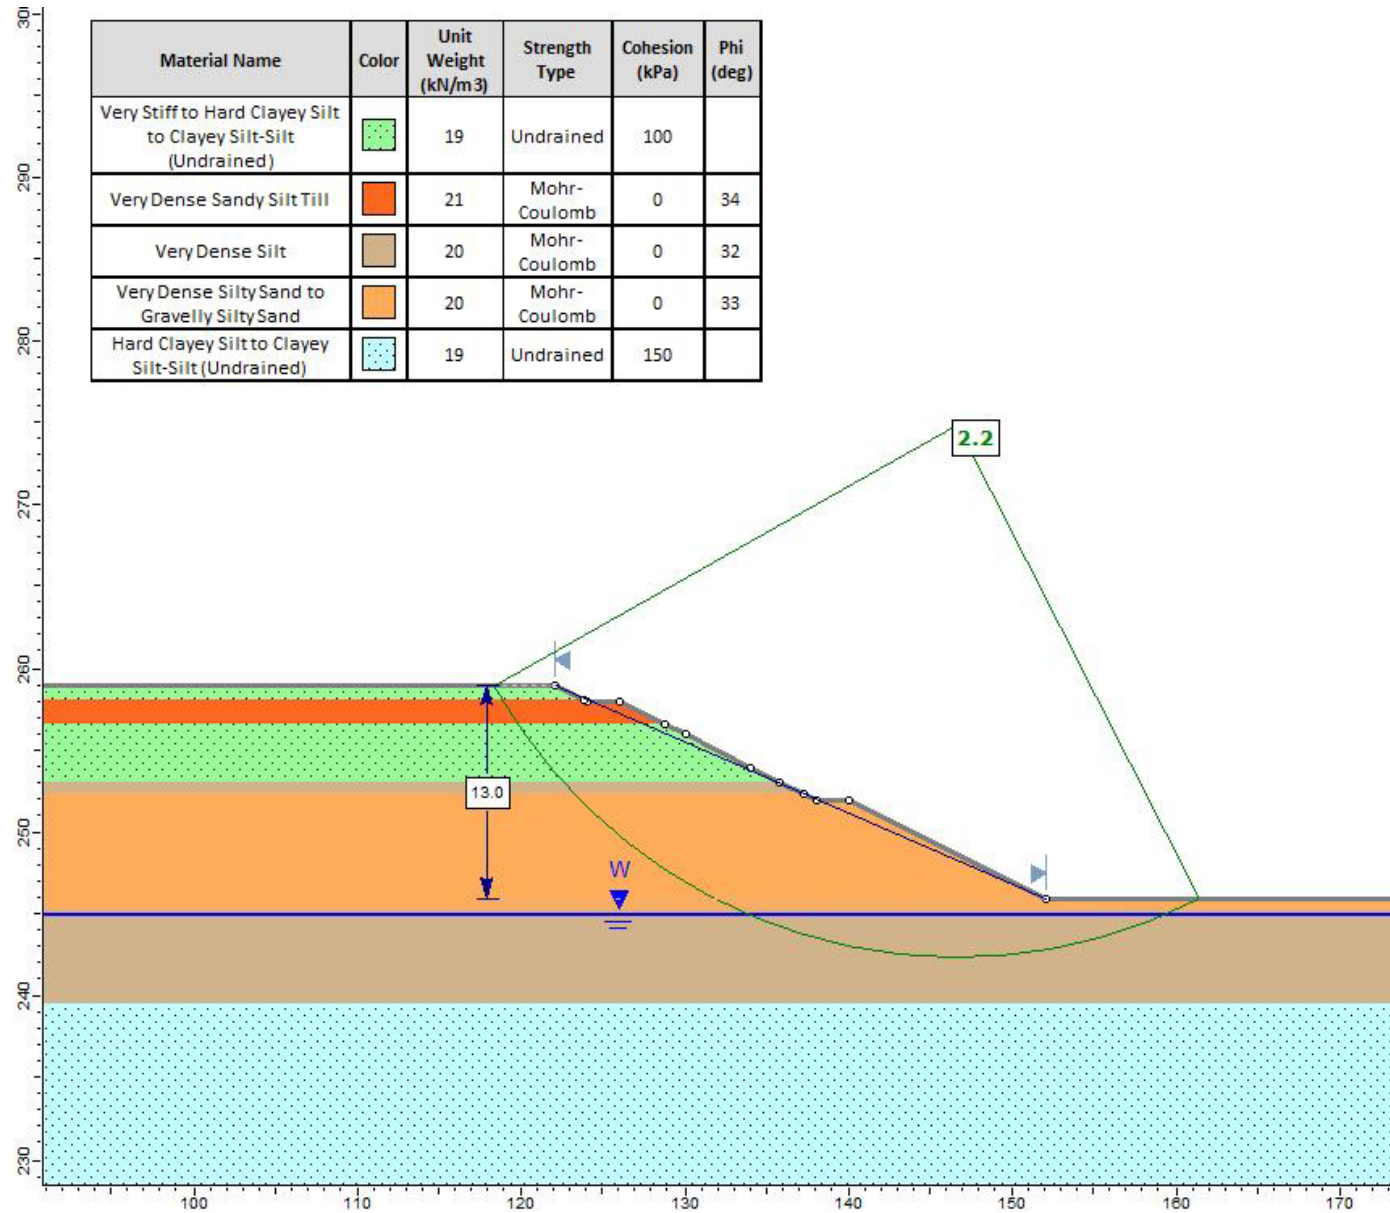 Material Name Color Unit Weight (kN/m3) Strength Type Cohesion (kPa) Phi (deg)
Very Stiff to Hard Clayey Silt to Clayey Silt-Silt (Undrained) 19 Undrained 100
Very Dense Sandy Silt Till 21 Mohr-Coulomb 0 34
Very Dense Silt 20 Mohr-Coulomb 0 32
Very Dense Silty Sand to Gravelly Silty Sand 20 Mohr-Coulomb 0 33
Hard Clayey Silt to Clayey Silt-Silt (Undrained) 19 Undrained 150
2.2
13.0
W
290
280
270
260
250
240
230
100 110 120 130 140 150 160 170